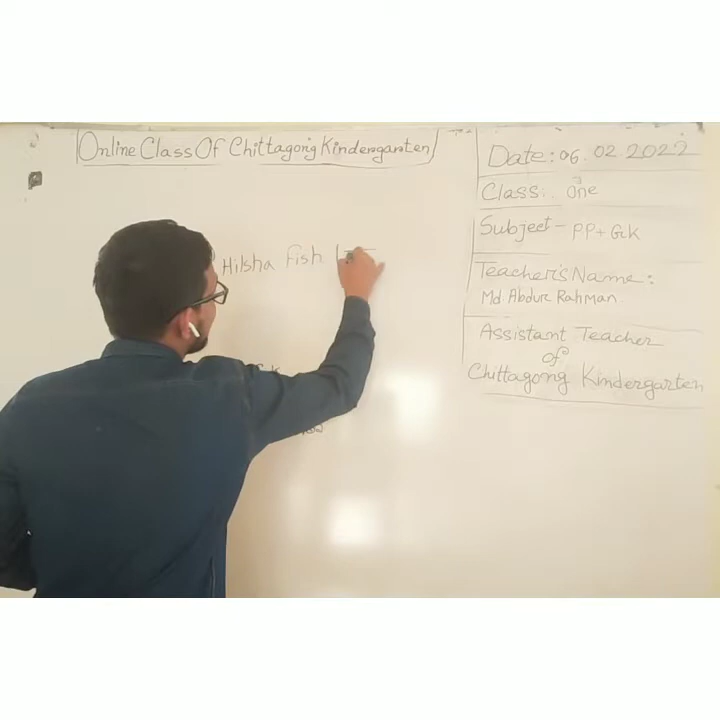 Online Class Of Chittagong Kindergarten
Hilsha fish
Date: 06. 02. 2022
Class: One
Subject - PP+GK
Teacher's Name:
Md Abdur Rahman.
Assistant Teacher
of
Chittagong Kindergarten